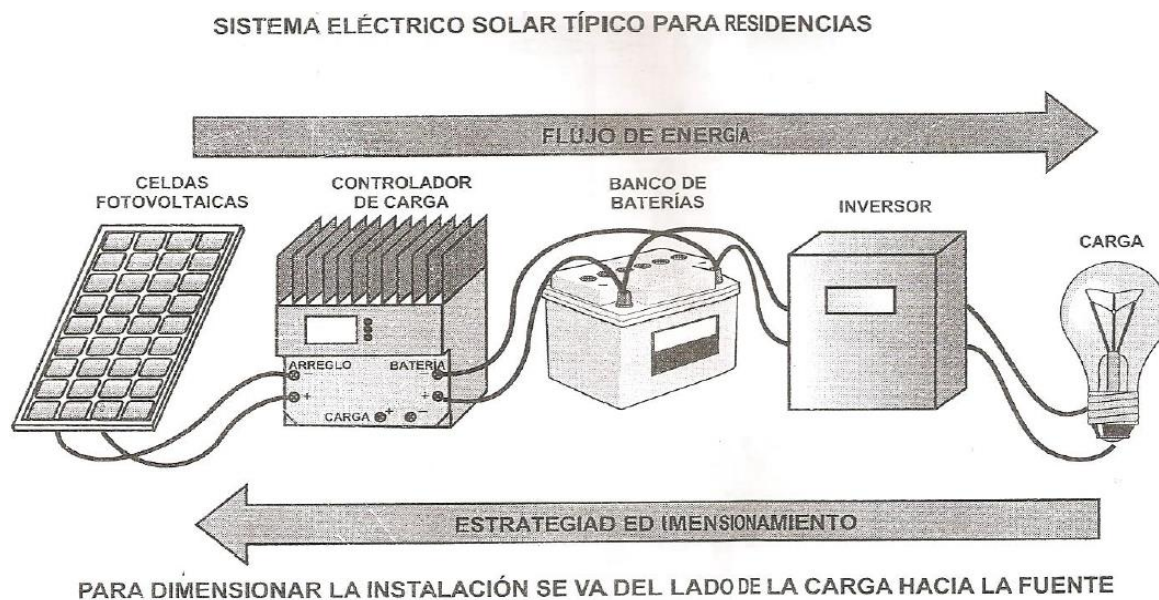 SISTEMA ELÉCTRICO SOLAR TÍPICO PARA RESIDENCIAS
FLUJO DE ENERGÍA
CELDAS
FOTOVOLTAICAS
CONTROLADOR
DE CARGA
BANCO DE
BATERÍAS
INVERSOR
CARGA
ARREGLO
BATERÍA
-
-
+
+
CARGA + -
ESTRATEGIAD ED IMENSIONAMIENTO
PARA DIMENSIONAR LA INSTALACIÓN SE VA DEL LADO DE LA CARGA HACIA LA FUENTE